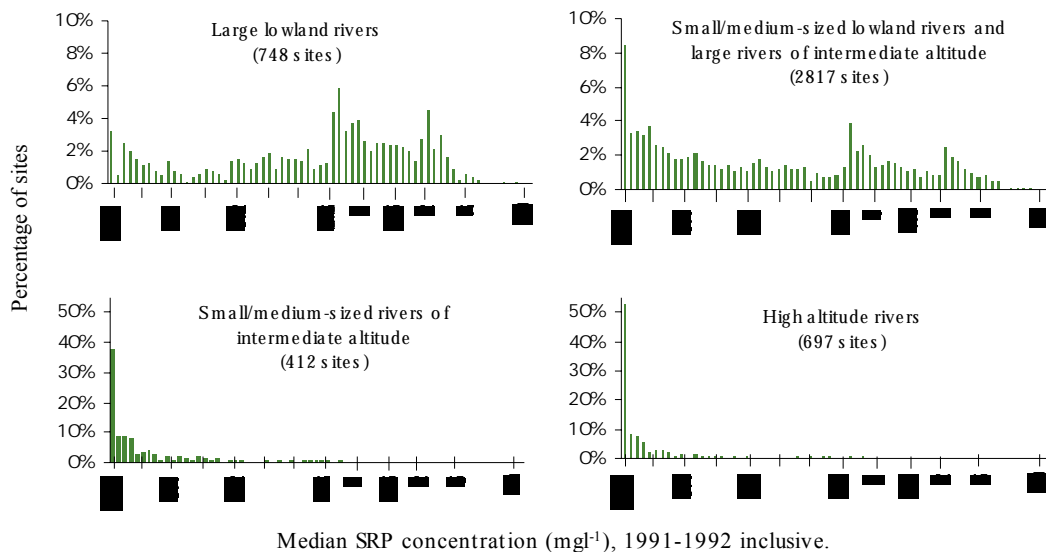 Percentage of sites
10%
8%
6%
4%
2%
0%
Large lowland rivers
(748 sites)
10%
8%
6%
4%
2%
0%
Small/medium-sized lowland rivers and
large rivers of intermediate altitude
(2817 sites)
50%
40%
30%
20%
10%
0%
Small/medium-sized rivers of
intermediate altitude
(412 sites)
50%
40%
30%
20%
10%
0%
High altitude rivers
(697 sites)
Median SRP concentration (mgl⁻¹), 1991-1992 inclusive.